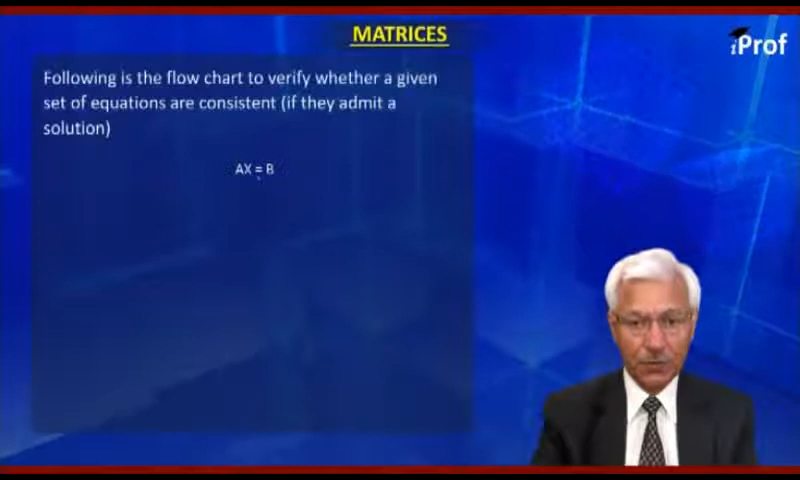 MATRICES
iProf
Following is the flow chart to verify whether a given
set of equations are consistent (if they admit a
solution)
AX = B